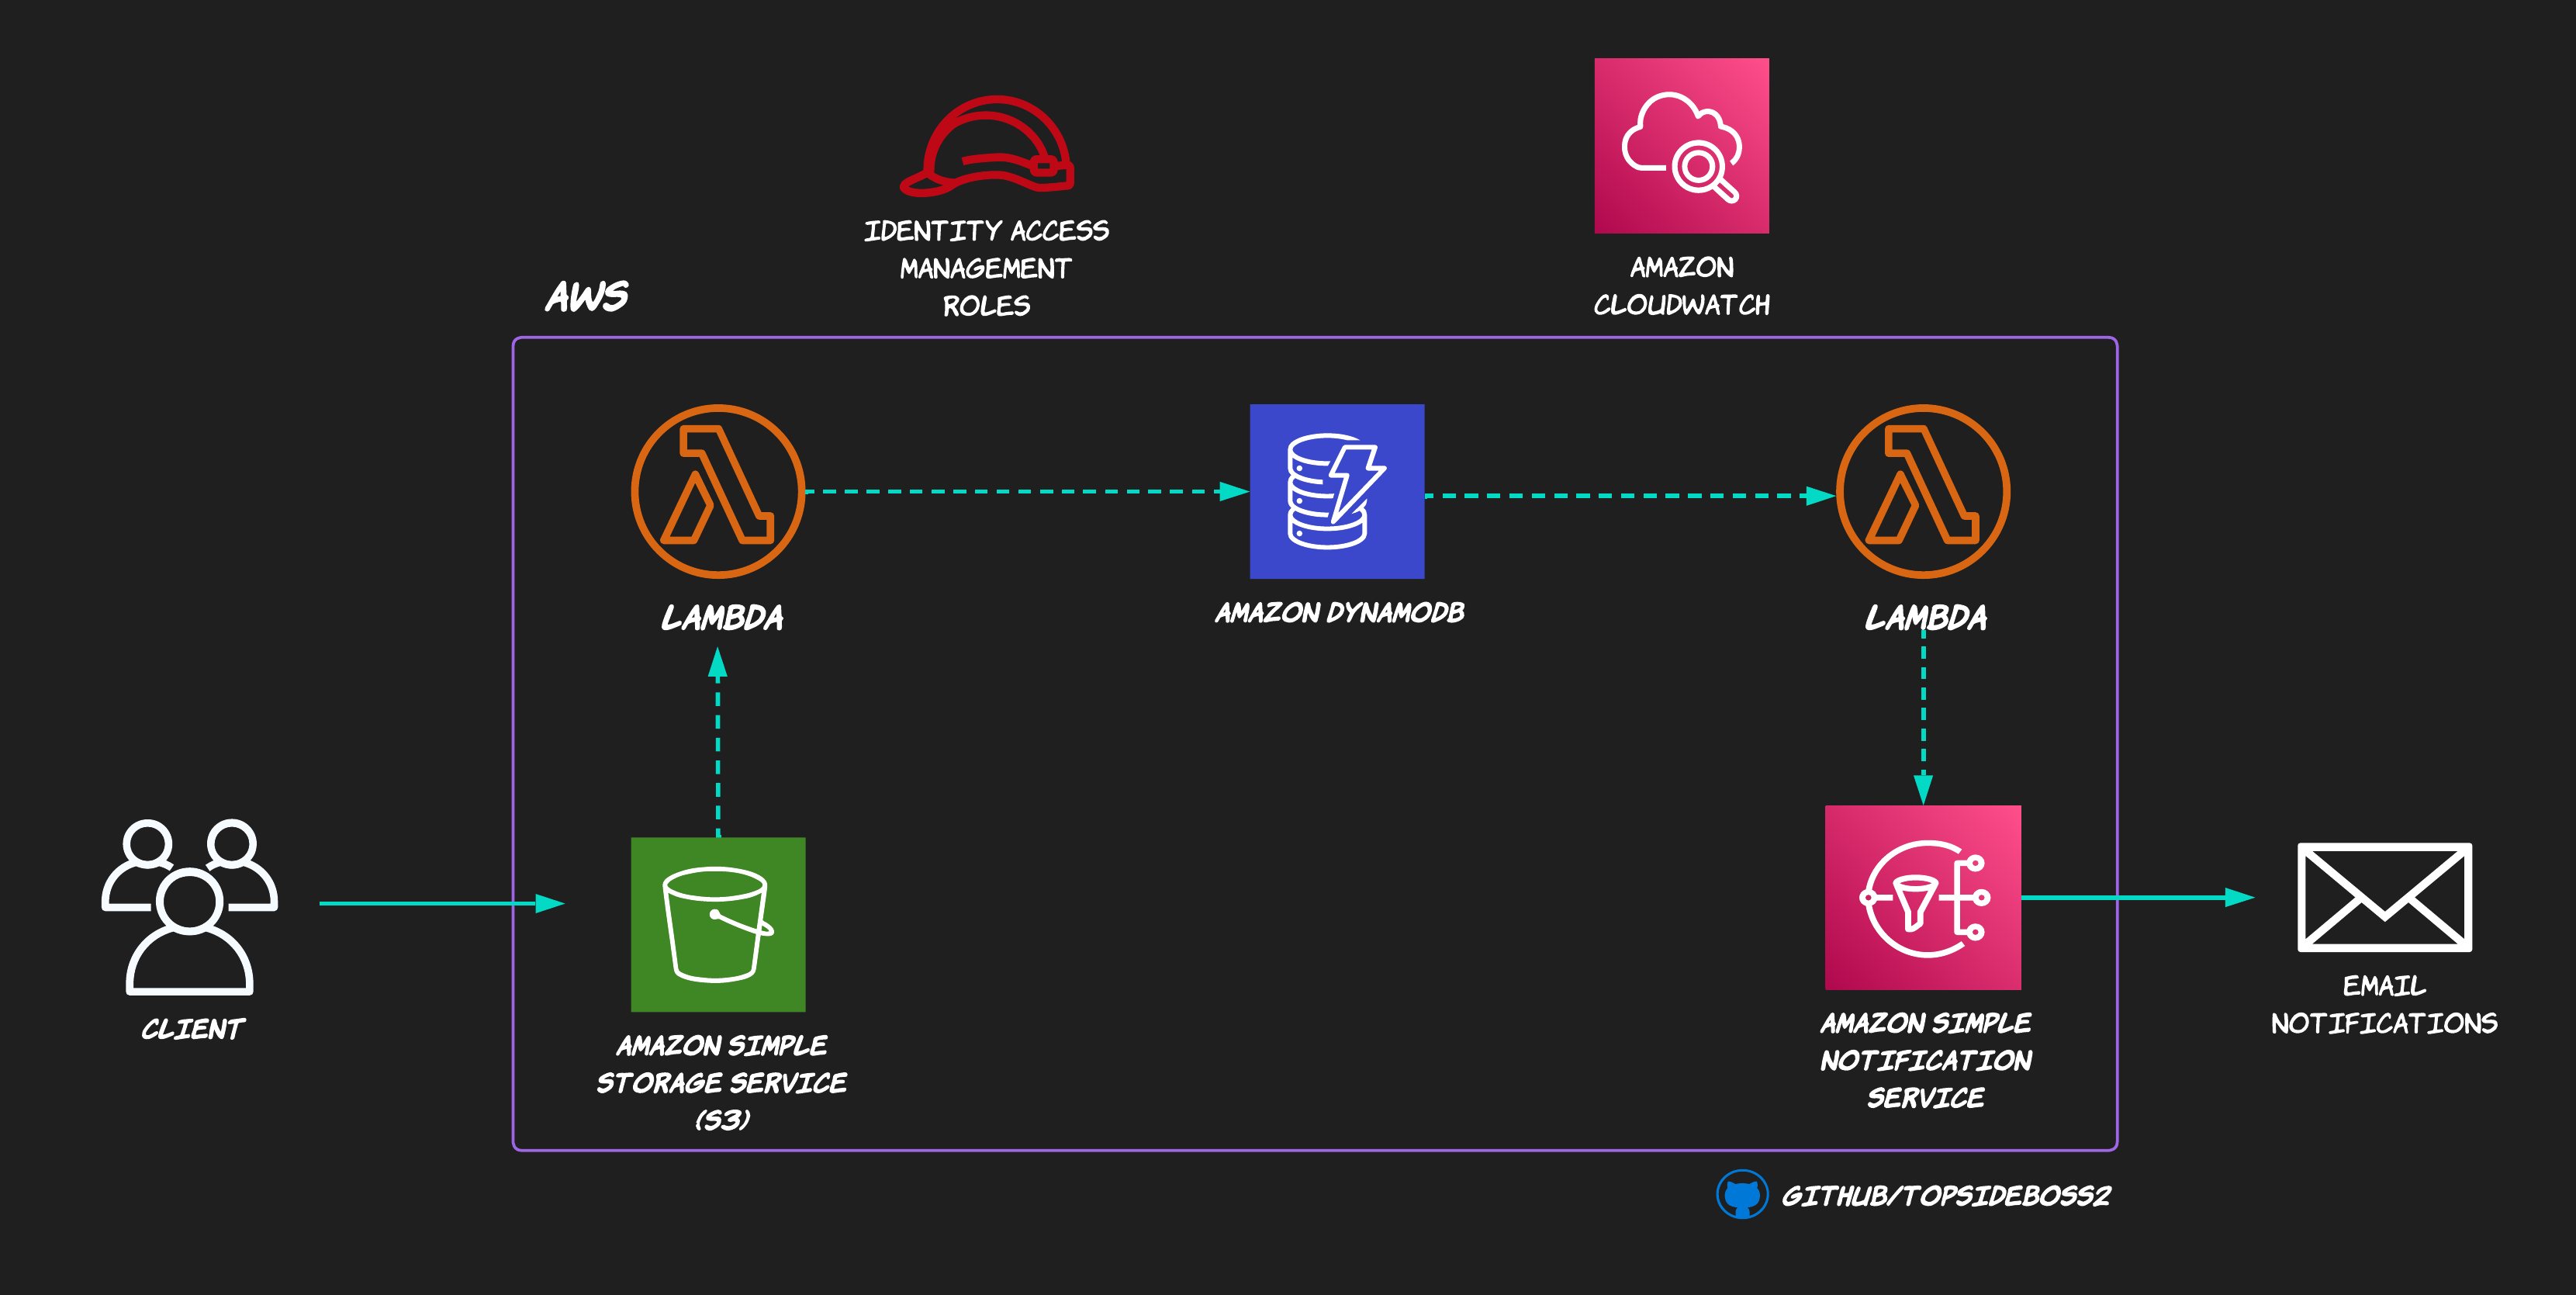 IDENTITY ACCESS
MANAGEMENT
ROLES
AMAZON
CLOUDWATCH
AWS
LAMBDA
AMAZON DYNAMODB
LAMBDA
CLIENT
AMAZON SIMPLE
STORAGE SERVICE
(S3)
AMAZON SIMPLE
NOTIFICATION
SERVICE
EMAIL
NOTIFICATIONS
GITHUB/TOPSIDEBOSS2